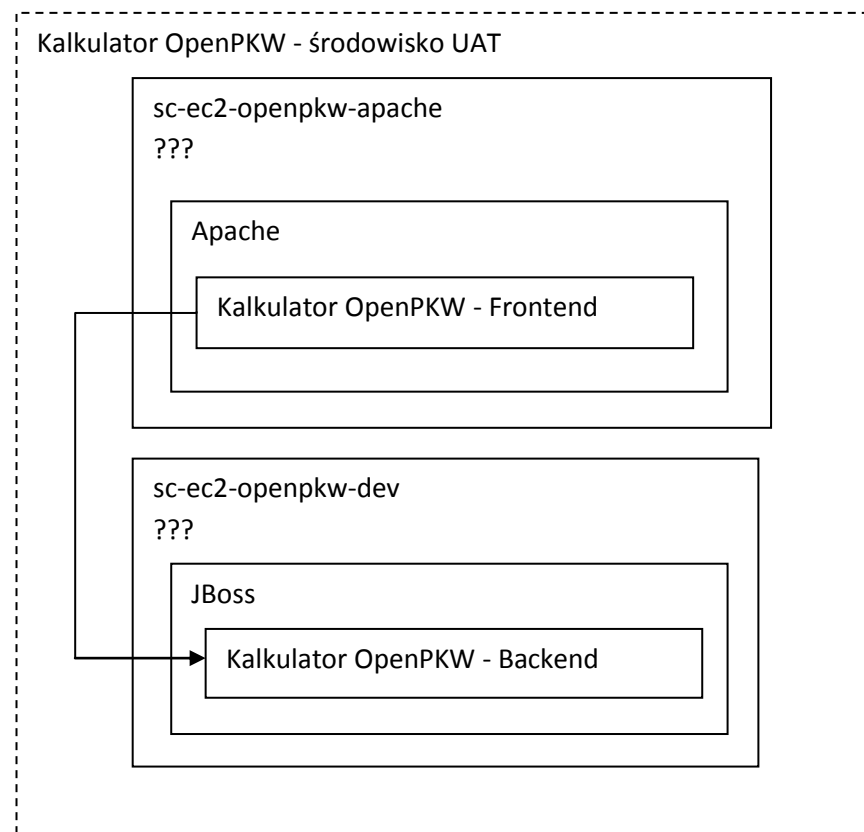 Kalkulator OpenPKW - środowisko UAT
sc-ec2-openpkw-apache
???
Apache
Kalkulator OpenPKW - Frontend
sc-ec2-openpkw-dev
???
JBoss
Kalkulator OpenPKW - Backend